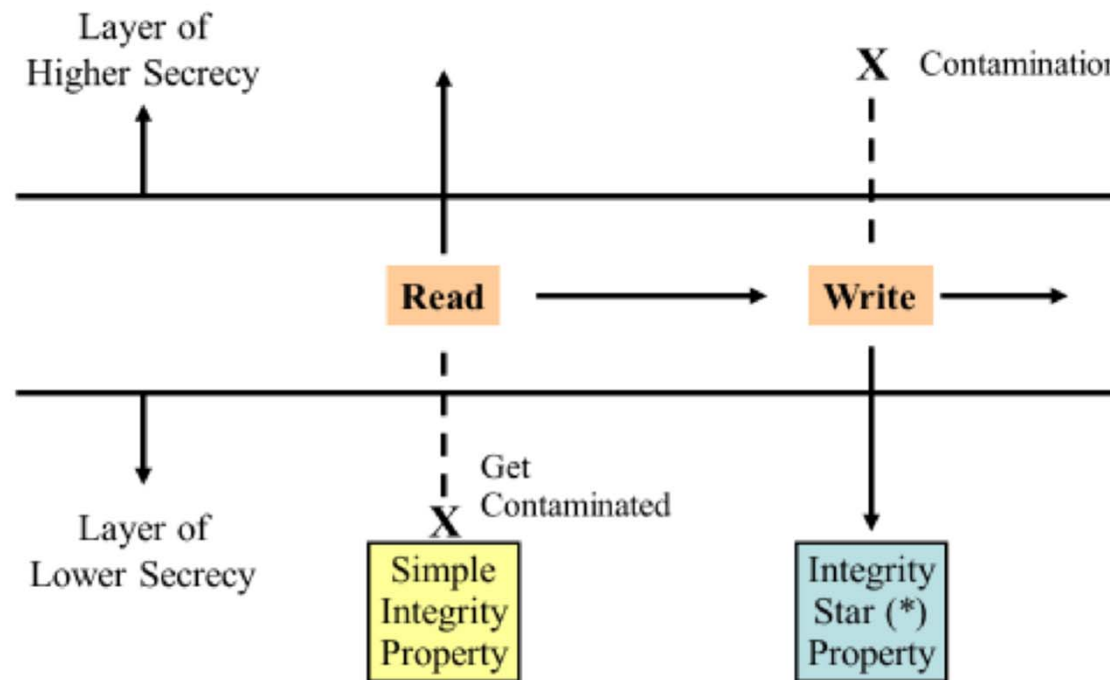 Layer of
Higher Secrecy
X Contamination
Read
Write
Get
Contaminated
X
Layer of
Lower Secrecy
Simple
Integrity
Property
Integrity
Star (*)
Property